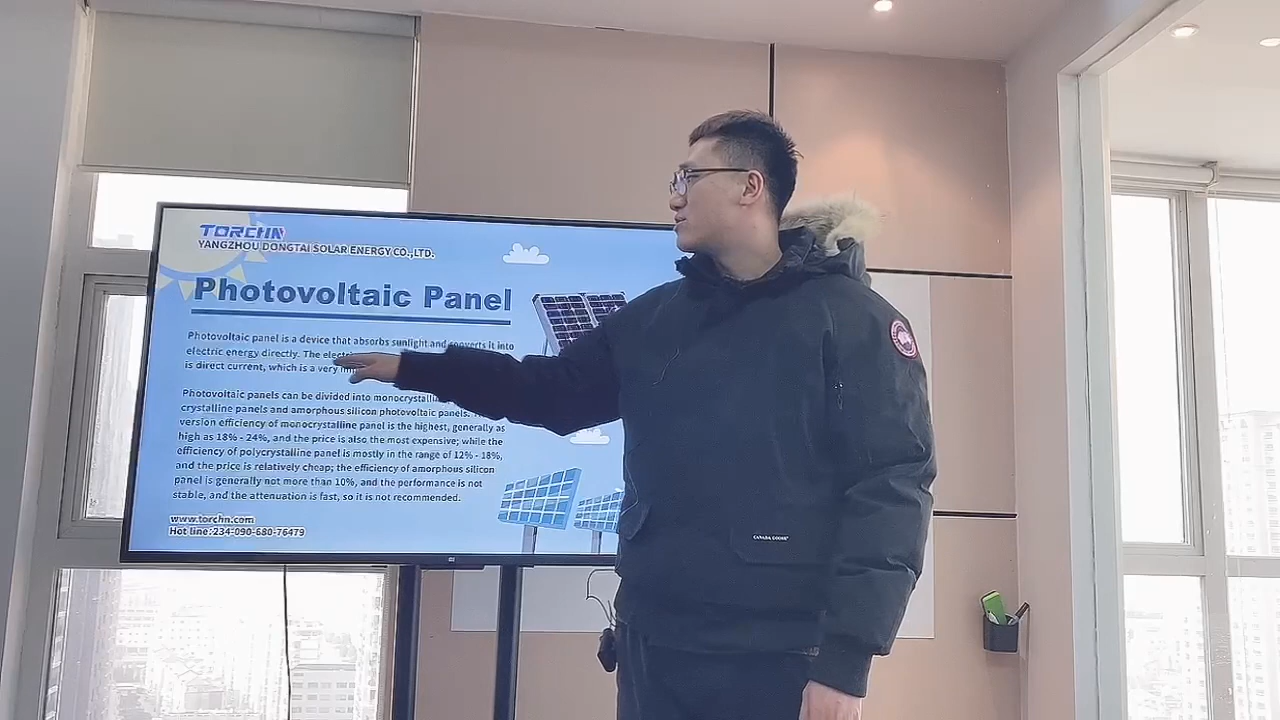 TORCHN
YANGZHOU DONGTAI SOLAR ENERGY CO.,LTD.
Photovoltaic Panel
Photovoltaic panel is a device that absorbs sunlight and converts it into
electric energy directly. The
is direct current, which is a very
Photovoltaic panels can be divided into
crystalline panels and amorphous silicon photovoltaic panels.
version efficiency of monocrystalline panel is the highest, generally as
high as 18% - 24%, and the price is also the most expensive; while the
efficiency of polycrystalline panel is mostly in the range of 12% - 18%,
and the price is relatively cheap; the efficiency of amorphous silicon
panel is generally not more than 10%, and the performance is not
stable, and the attenuation is fast, so it is not recommended.
www.torchn.com
Hot line:234-090-680-76479
CANADA GOOSE